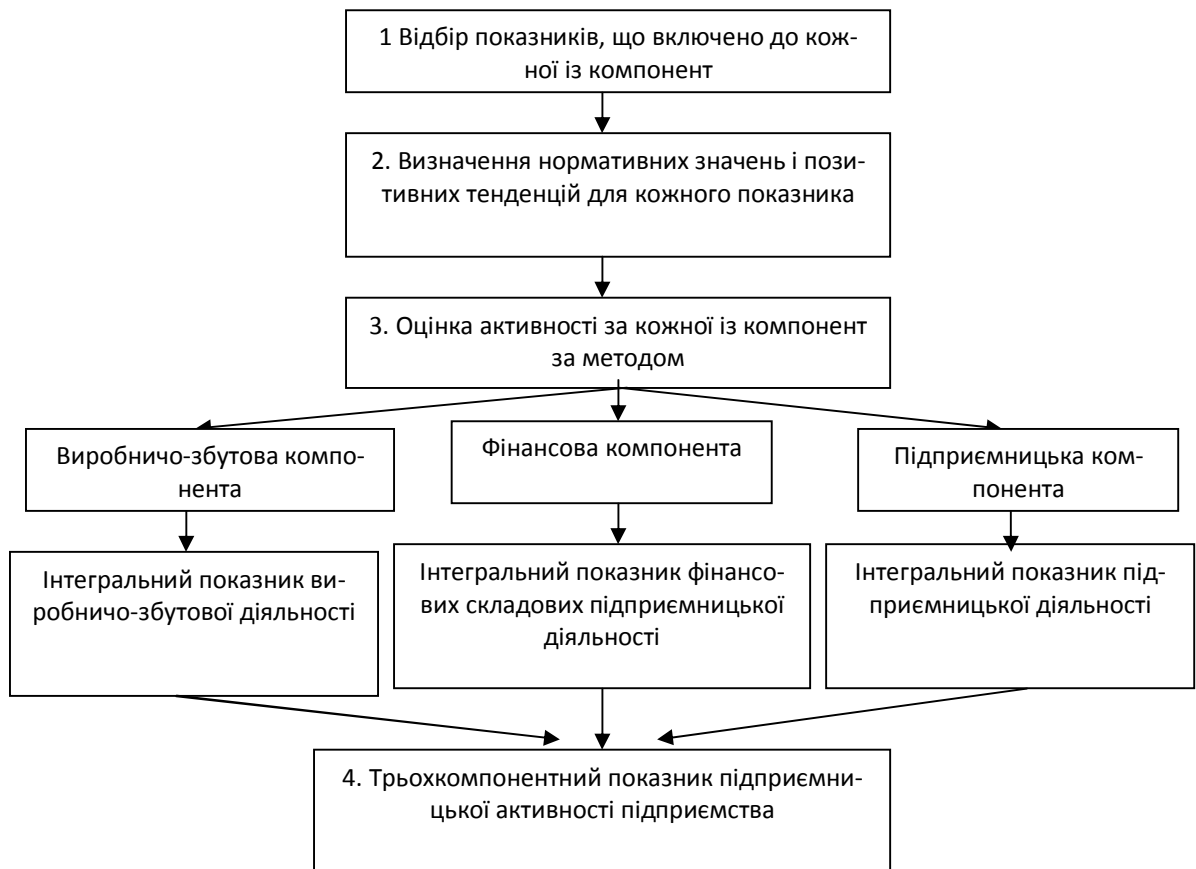 1 Відбір показників, що включено до кож-
ної із компонент
2. Визначення нормативних значень і пози-
тивних тенденцій для кожного показника
3. Оцінка активності за кожної із компонент
за методом
Виробничо-збутова компо-
нента
Фінансова компонента
Підприємницька ком-
понента
Інтегральний показник ви-
робничо-збутової діяльності
Інтегральний показник фінансо-
вих складових підприємницької
діяльності
Інтегральний показник під-
приємницької діяльності
4. Трьохкомпонентний показник підприємни-
цької активності підприємства